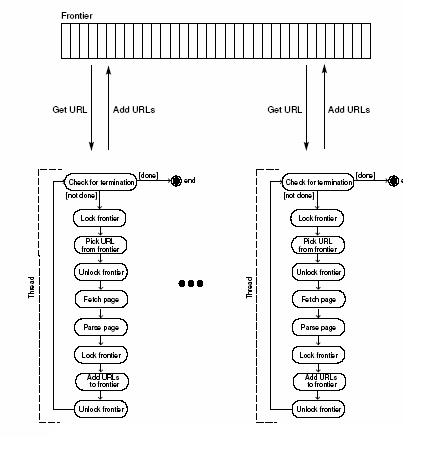 Frontier
Get URL
Add URLs
Get URL
Add URLs
Thread
Check for termination
[done]
end
[not done]
Lock frontier
Pick URL
from frontier
Unlock frontier
Fetch page
Parse page
Lock frontier
Add URLs
to frontier
Unlock frontier
Thread
Check for termination
[done]
e
[not done]
Lock frontier
Pick URL
from frontier
Unlock frontier
Fetch page
Parse page
Lock frontier
Add URLs
to frontier
Unlock frontier